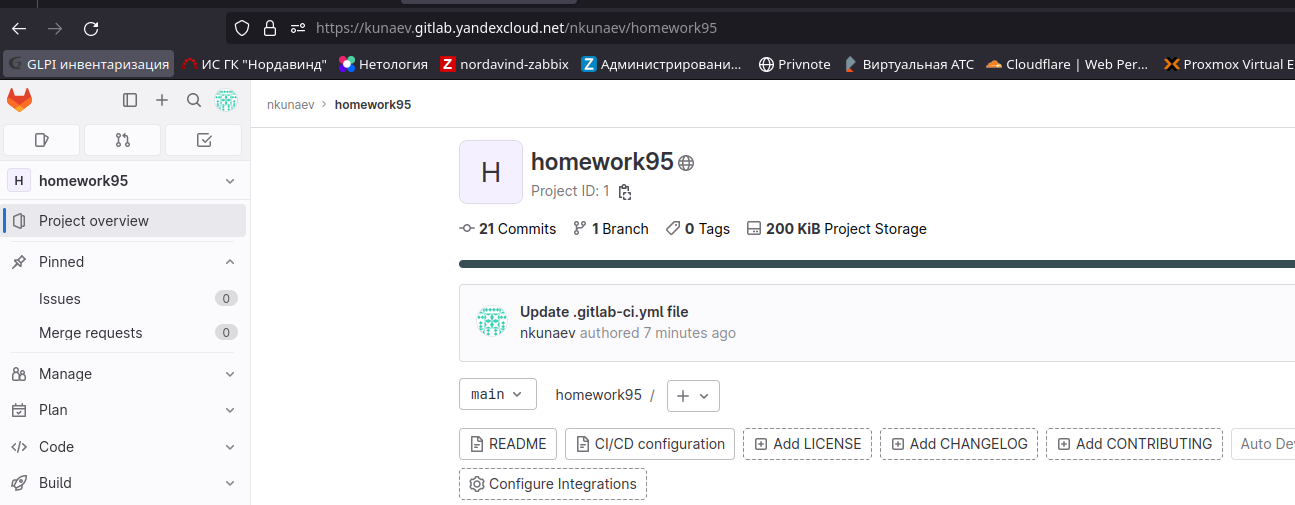 https://kunaev.gitlab.yandexcloud.net/nkunaev/homework95
GLPI инвентаризация ИС ГК "Нордавинд" Нетология nordavind-zabbix Администрировани... Privnote Виртуальная АТС Cloudflare | Web Per... Proxmox Virtual E
nkunaev > homework95
H homework95
Project overview
Pinned
Issues 0
Merge requests 0
Manage
Plan
Code
Build
H
homework95
Project ID: 1
21 Commits 1 Branch 0 Tags 200 KiB Project Storage
Update .gitlab-ci.yml file
nkunaev authored 7 minutes ago
main homework95 / +
README CI/CD configuration Add LICENSE Add CHANGELOG Add CONTRIBUTING Auto De
Configure Integrations